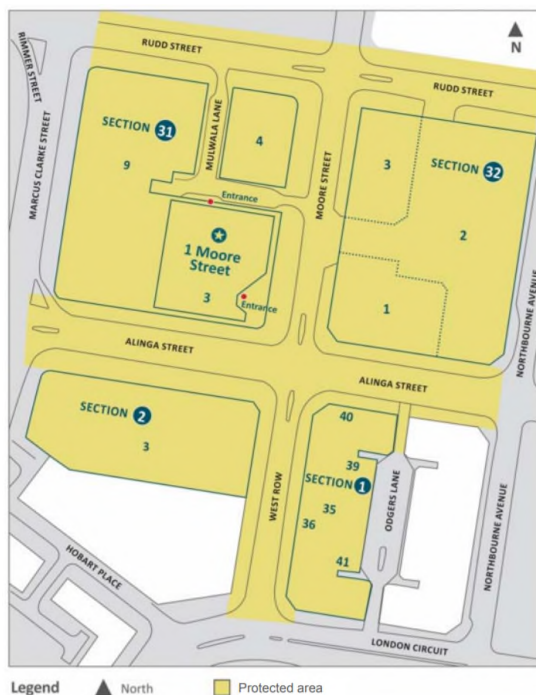 N
RUDD STREET
RUDD STREET
RIMMER STREET
MARCUS CLARKE STREET
SECTION 31
9
MULWALA LANE
4
Entrance
1 Moore
Street
3
Entrance
MOORE STREET
3
SECTION 32
2
1
NORTHBOURNE AVENUE
ALINGA STREET
ALINGA STREET
SECTION 2
3
WEST ROW
40
39
SECTION 1
35
36
41
ODGERS LANE
NORTHBOURNE AVENUE
HOBART PLACE
LONDON CIRCUIT
Legend North Protected area